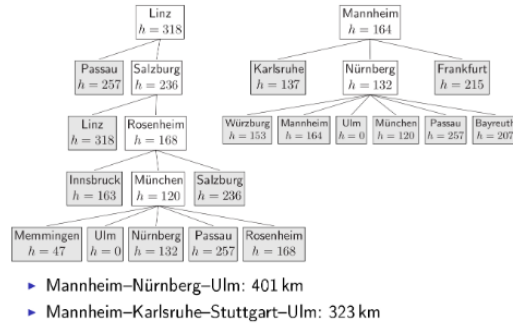 Linz
h = 318
Mannheim
h = 164
Passau
h = 257
Salzburg
h = 236
Karlsruhe
h = 137
Nürnberg
h = 132
Frankfurt
h = 215
Linz
h = 318
Rosenheim
h = 168
Würzburg
h = 153
Mannheim
h = 164
Ulm
h = 0
München
h = 120
Passau
h = 257
Bayreuth
h = 207
Innsbruck
h = 163
München
h = 120
Salzburg
h = 236
Memmingen
h = 47
Ulm
h = 0
Nürnberg
h = 132
Passau
h = 257
Rosenheim
h = 168
▶ Mannheim–Nürnberg–Ulm: 401 km
▶ Mannheim–Karlsruhe–Stuttgart–Ulm: 323 km